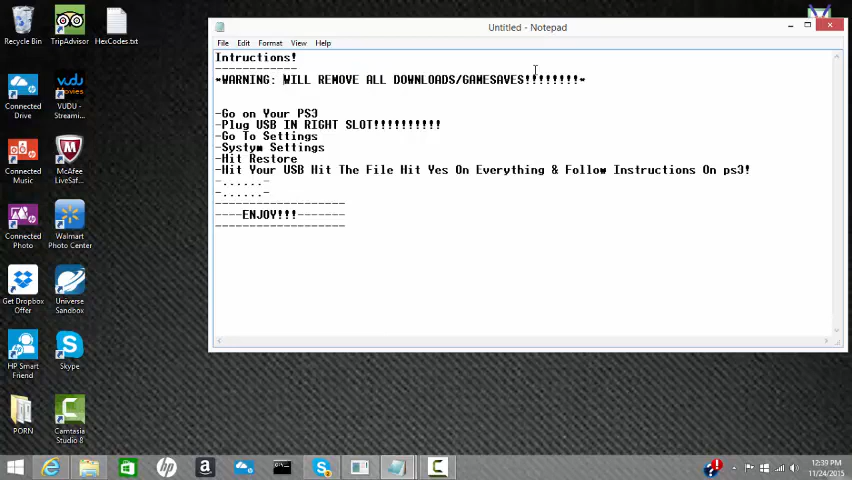 Untitled - Notepad
File Edit Format View Help
Intructions!
------------
*WARNING: WILL REMOVE ALL DOWNLOADS/GAMESAVES!!!!!!!!*
-Go on Your PS3
-Plug USB IN RIGHT SLOT!!!!!!!!!!
-Go To Settings
-Systym Settings
-Hit Restore
-Hit Your USB Hit The File Hit Yes On Everything & Follow Instructions On ps3!
-......-
-......-
-------------------
----ENJOY!!!-------
-------------------
Recycle Bin
TripAdvisor
HexCodes.txt
Connected Drive
VUDU - Streami...
Connected Music
McAfee LiveSaf...
Connected Photo
Walmart Photo Center
Get Dropbox Offer
Universe Sandbox
HP Smart Friend
Skype
PORN
Camtasia Studio 8
12:39 PM
11/24/2015